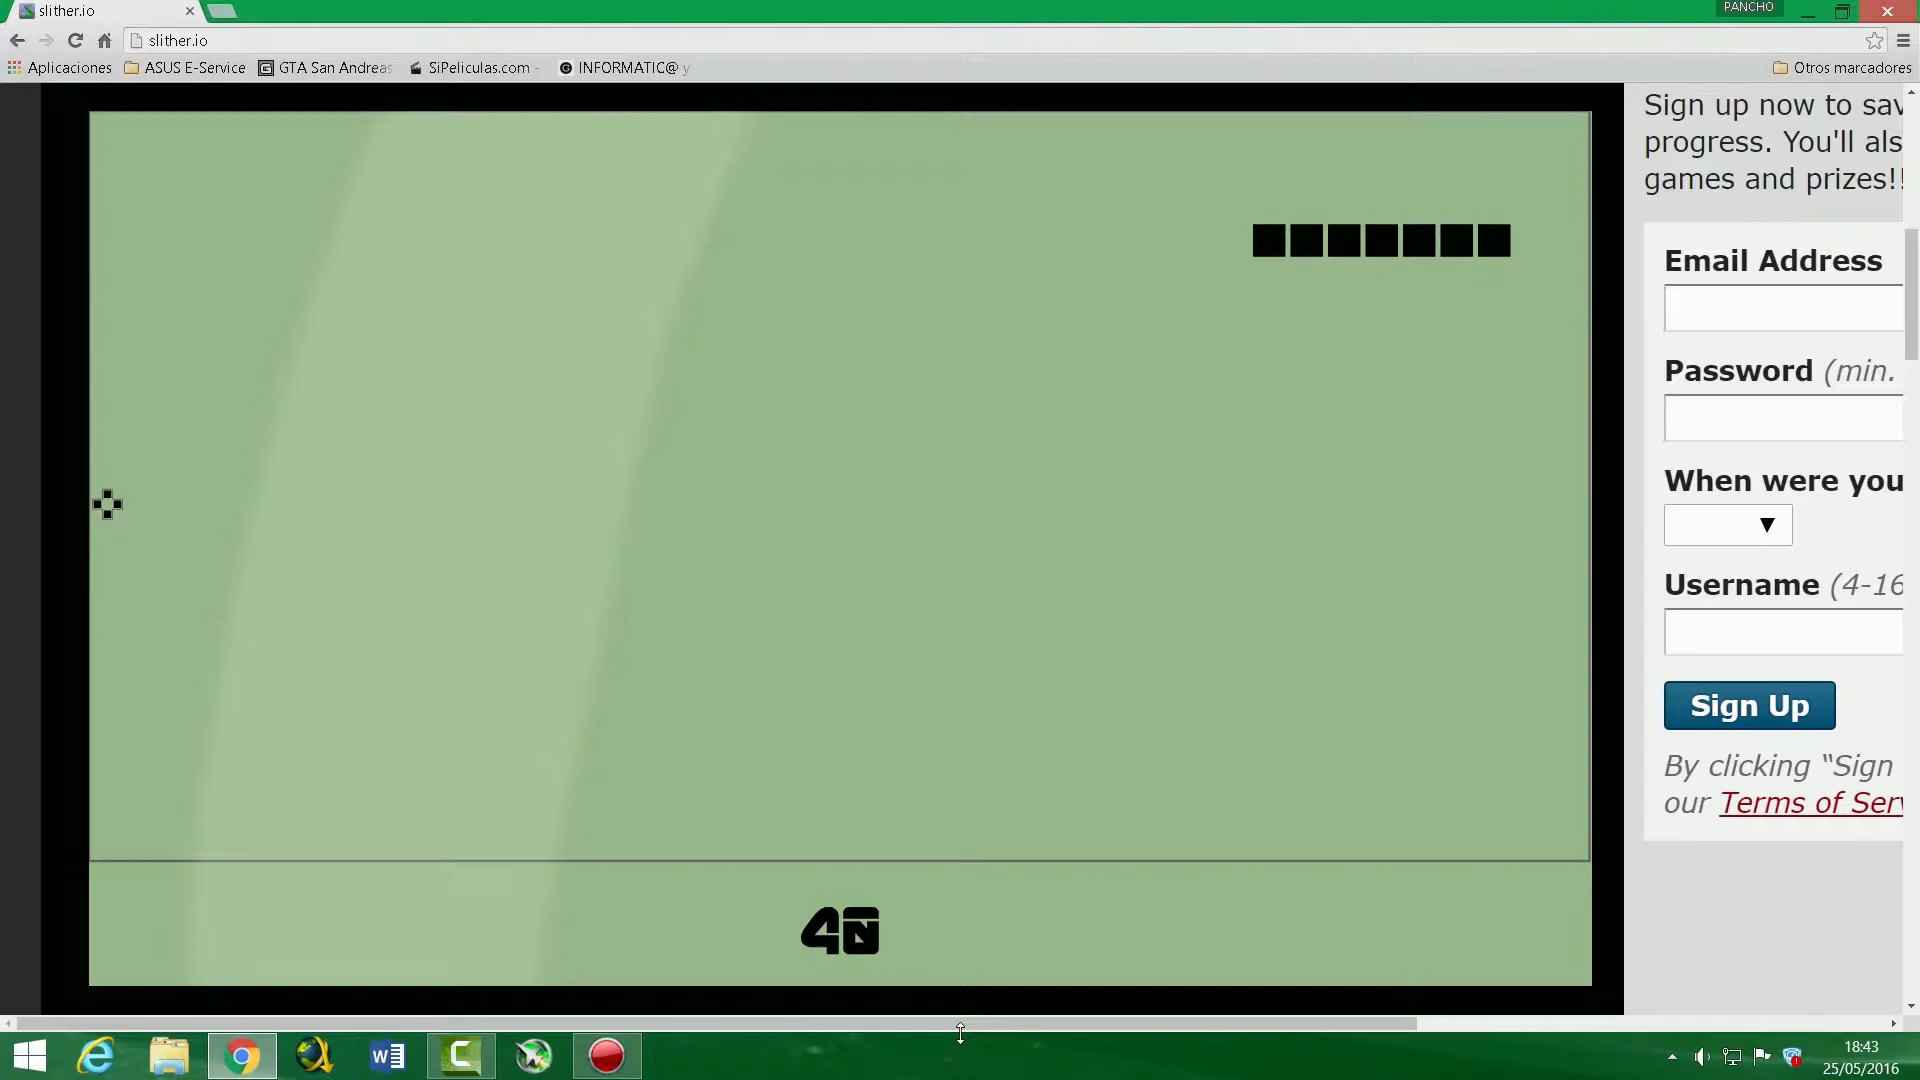 slither.io
PANCHO
slither.io
Aplicaciones ASUS E-Service GTA San Andreas SiPeliculas.com - INFORMATIC@ y Otros marcadores
Sign up now to sav
progress. You'll als
games and prizes!!
Email Address
Password (min.
When were you
Username (4-16
Sign Up
By clicking "Sign
our Terms of Serv
40
18:43
25/05/2016